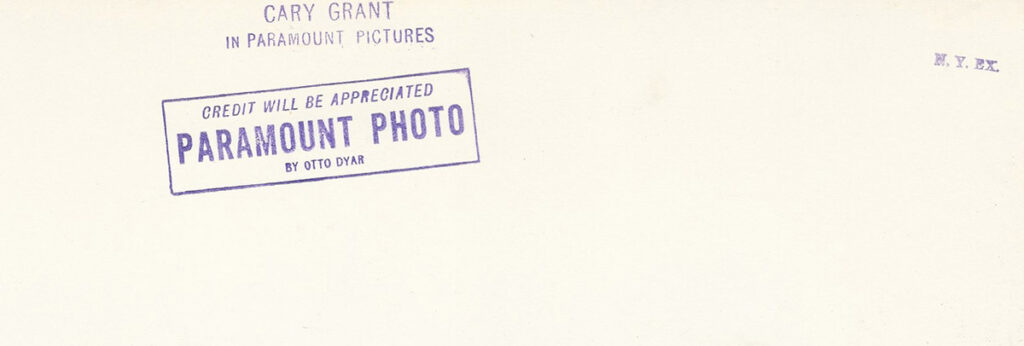 CARY GRANT
IN PARAMOUNT PICTURES
N. Y. EX.
CREDIT WILL BE APPRECIATED
PARAMOUNT PHOTO
BY OTTO DYAR